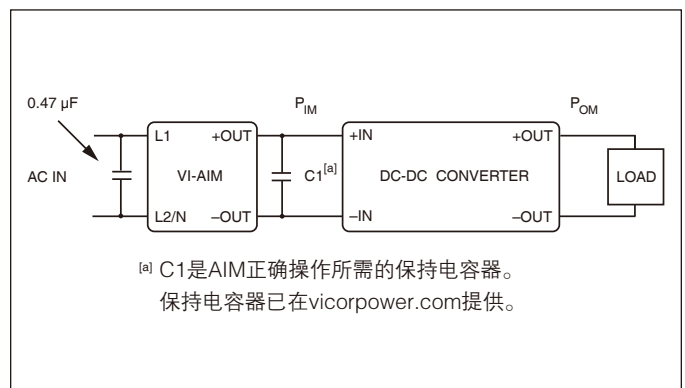 0.47 µF
P_IM
P_OM
L1 +OUT
+IN +OUT
AC IN
VI-AIM
C1[a]
DC-DC CONVERTER
LOAD
L2/N –OUT
–IN –OUT
[a] C1是AIM正确操作所需的保持电容器。
保持电容器已在vicorpower.com提供。